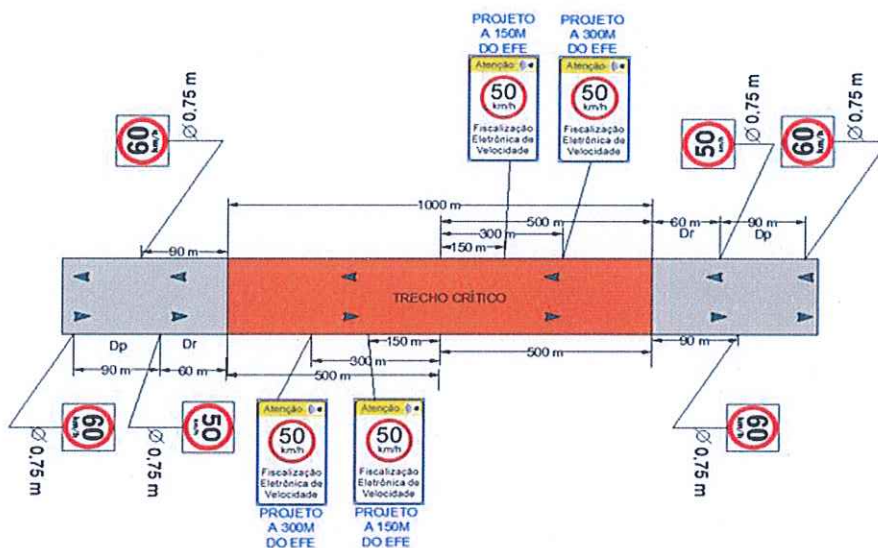 PROJETO
A 150M
DO EFE
PROJETO
A 300M
DO EFE
Atenção
50
km/h
Fiscalização
Eletrônica de
Velocidade
Atenção
50
km/h
Fiscalização
Eletrônica de
Velocidade
60
km/h
Ø 0,75 m
50
km/h
Ø 0,75 m
60
km/h
Ø 0,75 m
1000 m
500 m
300 m
150 m
60 m
Dr
90 m
Dp
90 m
TRECHO CRÍTICO
Dp
Dr
90 m
60 m
150 m
300 m
500 m
500 m
90 m
60
km/h
Ø 0,75 m
50
km/h
Ø 0,75 m
60
km/h
Ø 0,75 m
Atenção
50
km/h
Fiscalização
Eletrônica de
Velocidade
Atenção
50
km/h
Fiscalização
Eletrônica de
Velocidade
PROJETO
A 300M
DO EFE
PROJETO
A 150M
DO EFE